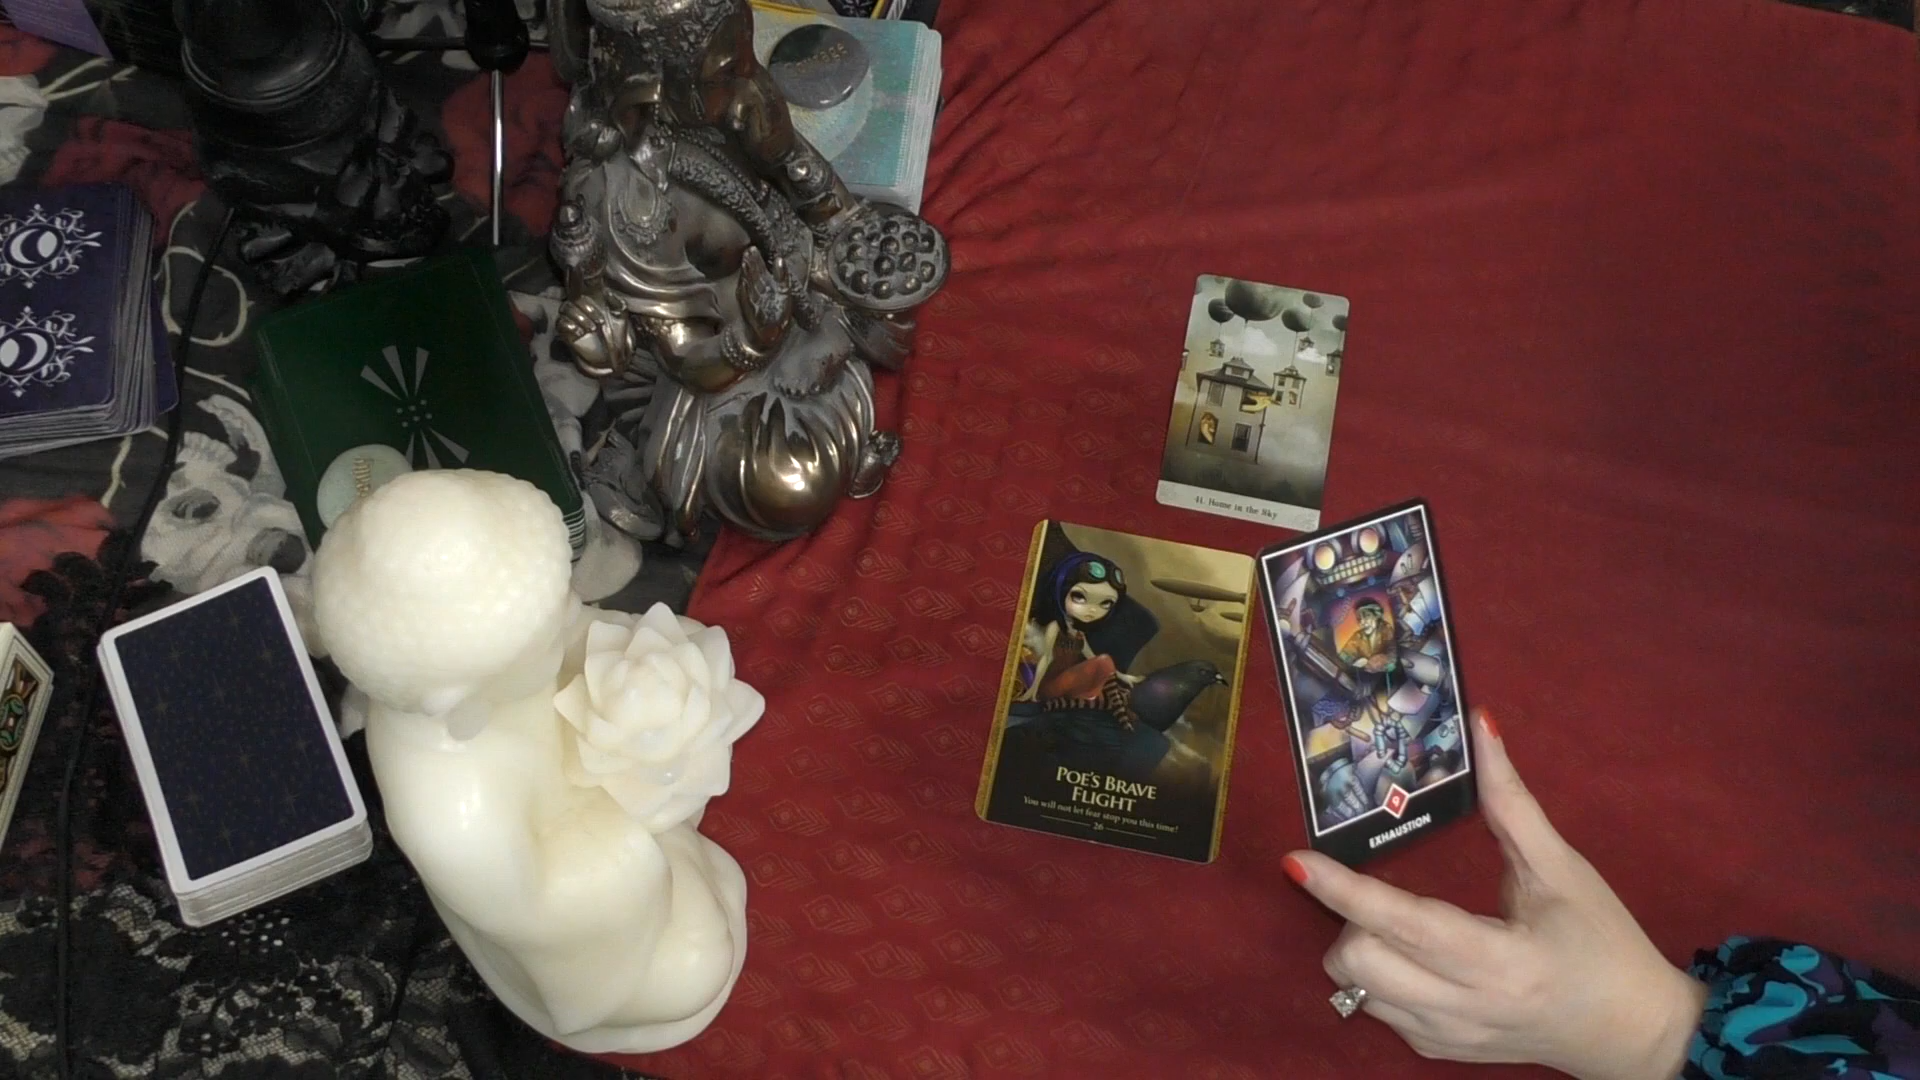 41. Home in the Sky
POE'S BRAVE
FLIGHT
You will not let fear stop you this time!
26
9
EXHAUSTION